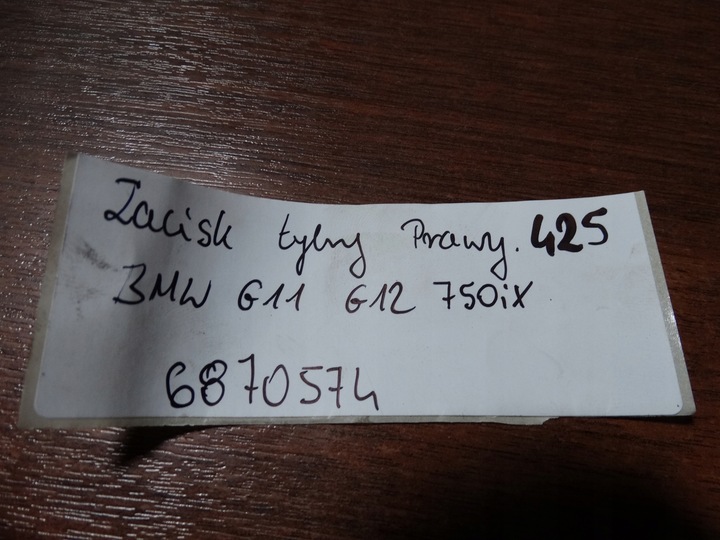 Zacisk tylny Prawy. 425
BMW G11 G12 750iX
6870574